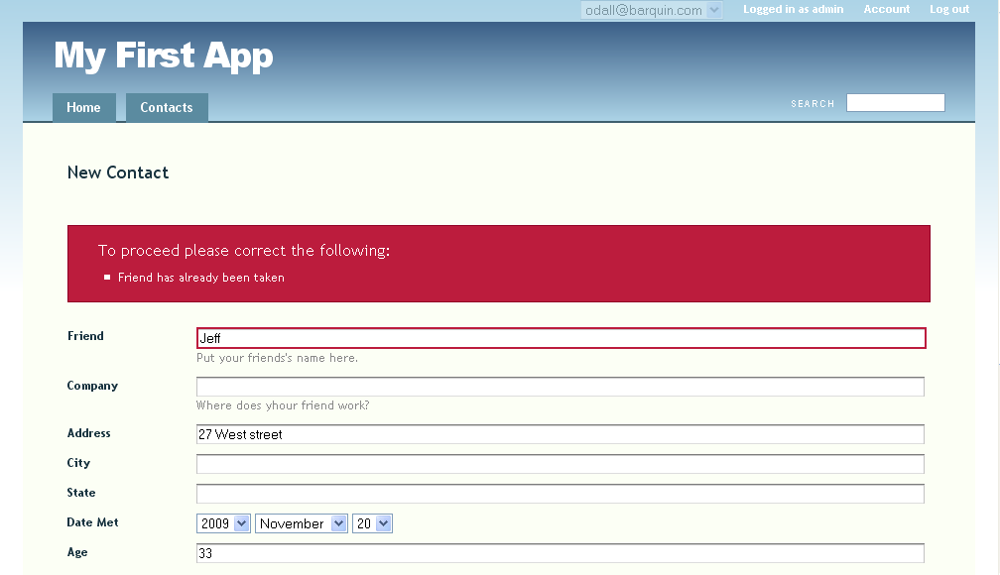 odall@barquin.com Logged in as admin Account Log out
My First App
Home Contacts SEARCH
New Contact
To proceed please correct the following:
Friend has already been taken
Friend Jeff
Put your friends's name here.
Company
Where does yhour friend work?
Address 27 West street
City
State
Date Met 2009 November 20
Age 33